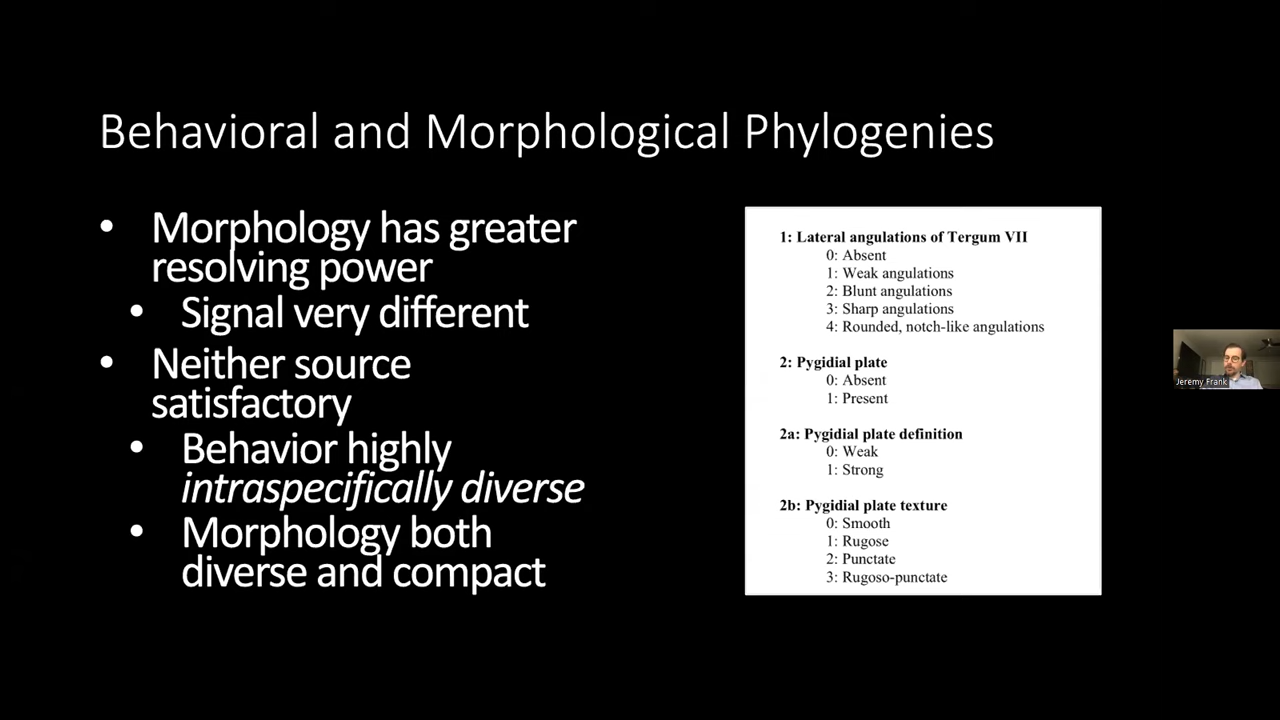 Behavioral and Morphological Phylogenies
• Morphology has greater
resolving power
• Signal very different
• Neither source
satisfactory
• Behavior highly
intraspecifically diverse
• Morphology both
diverse and compact
1: Lateral angulations of Tergum VII
0: Absent
1: Weak angulations
2: Blunt angulations
3: Sharp angulations
4: Rounded, notch-like angulations
2: Pygidial plate
0: Absent
1: Present
2a: Pygidial plate definition
0: Weak
1: Strong
2b: Pygidial plate texture
0: Smooth
1: Rugose
2: Punctate
3: Rugoso-punctate
Jeremy Frank